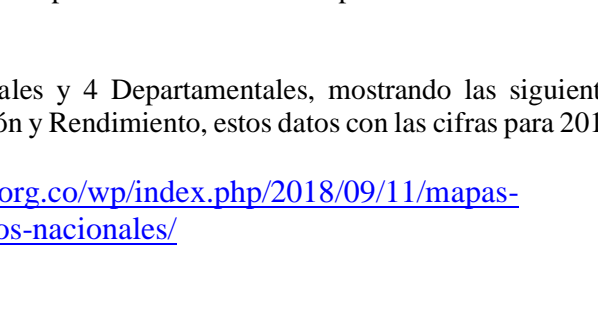 ales y 4 Departamentales, mostrando las siguient
ón y Rendimiento, estos datos con las cifras para 201
org.co/wp/index.php/2018/09/11/mapas-
os-nacionales/